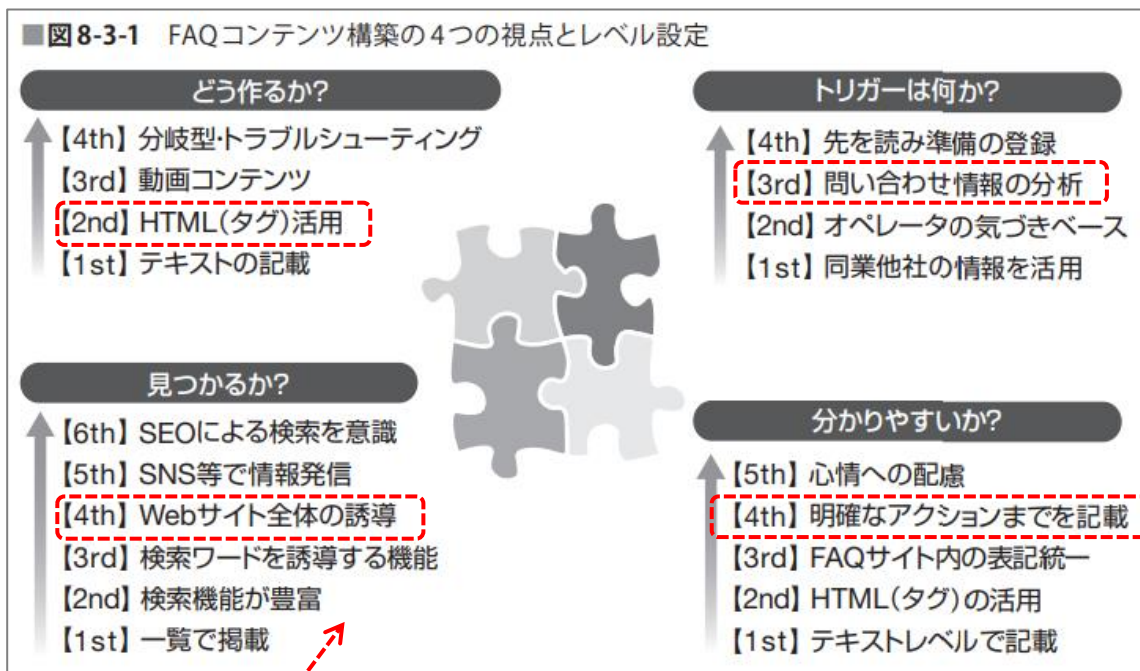 ■図8-3-1 FAQコンテンツ構築の4つの視点とレベル設定
どう作るか?
【4th】分岐型・トラブルシューティング
【3rd】動画コンテンツ
【2nd】HTML(タグ)活用
【1st】テキストの記載
トリガーは何か?
【4th】先を読み準備の登録
【3rd】問い合わせ情報の分析
【2nd】オペレータの気づきベース
【1st】同業他社の情報を活用
見つかるか?
【6th】SEOによる検索を意識
【5th】SNS等で情報発信
【4th】Webサイト全体の誘導
【3rd】検索ワードを誘導する機能
【2nd】検索機能が豊富
【1st】一覧で掲載
分かりやすいか?
【5th】心情への配慮
【4th】明確なアクションまでを記載
【3rd】FAQサイト内の表記統一
【2nd】HTML(タグ)の活用
【1st】テキストレベルで記載